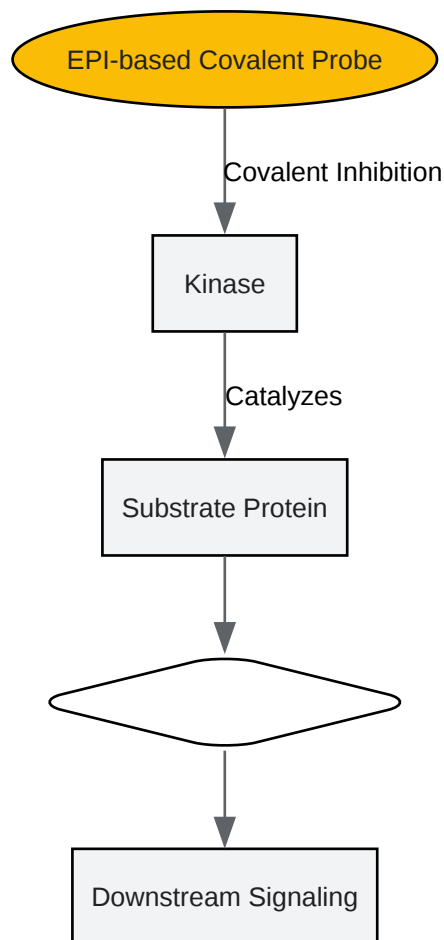 EPI-based Covalent Probe
Covalent Inhibition
Kinase
Catalyzes
Substrate Protein
Downstream Signaling